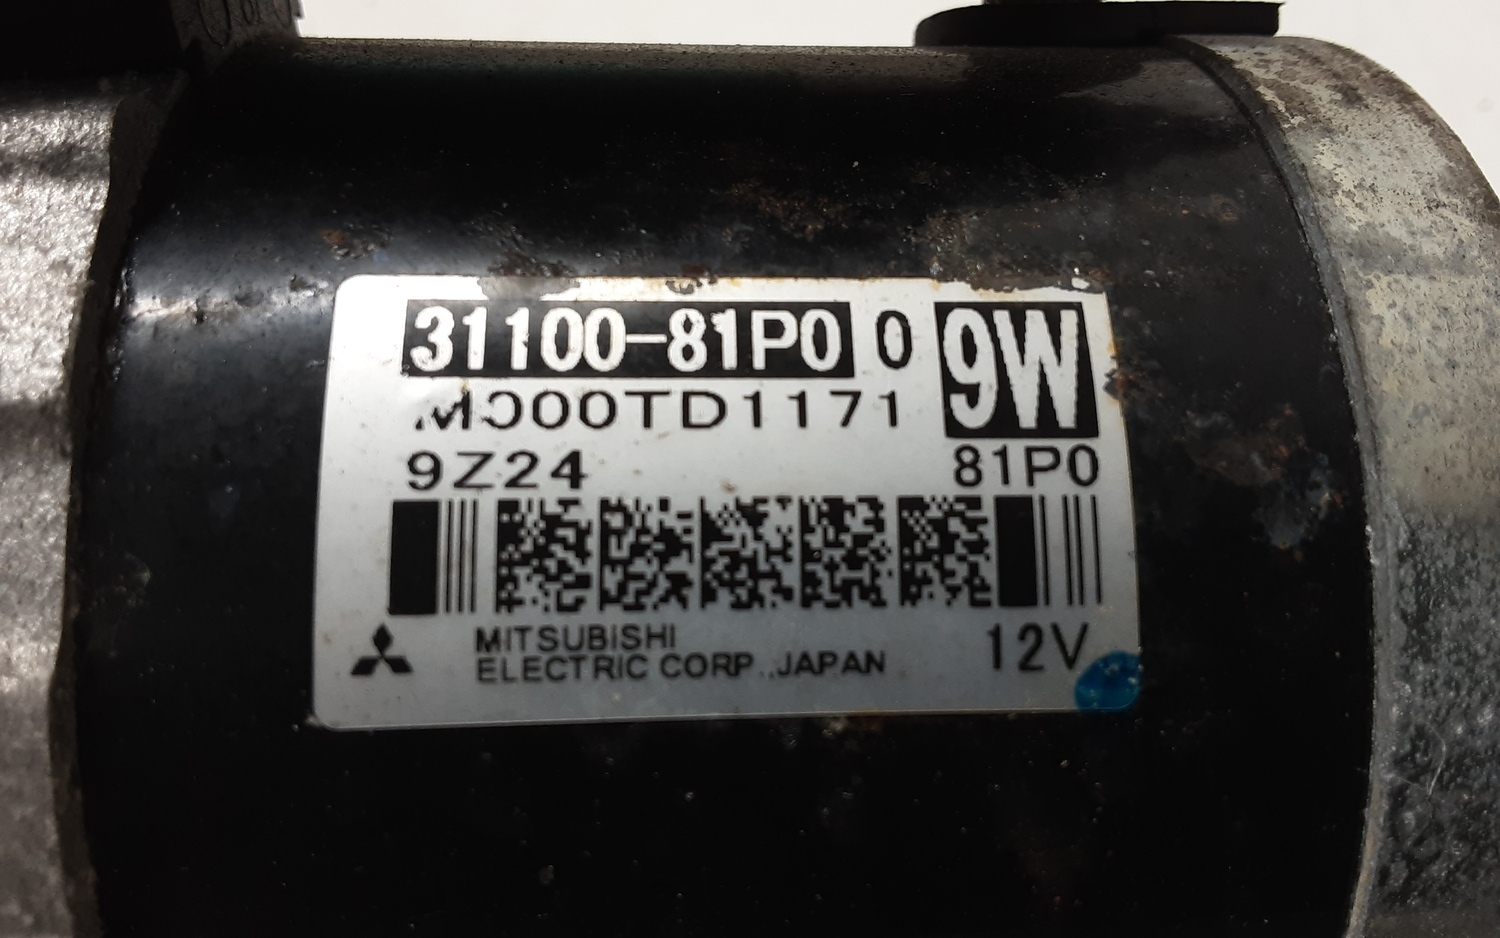 31100-81P0 0 9W
M000TD1171
9Z24 81P0
MITSUBISHI
ELECTRIC CORP.,JAPAN 12V